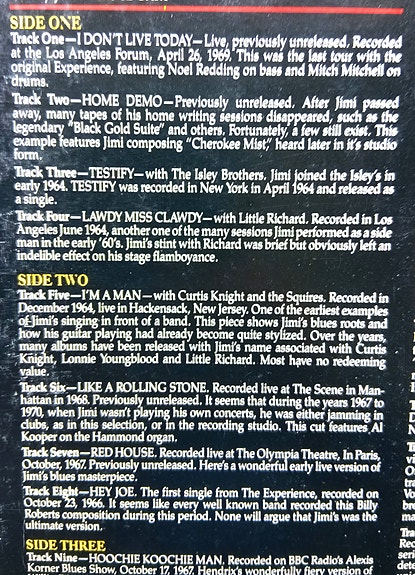 SIDE ONE
Track One—I DON'T LIVE TODAY—Live, previously unreleased. Recorded
at the Los Angeles Forum, April 26, 1969. This was the last tour with the
original Experience, featuring Noel Redding on bass and Mitch Mitchell on
drums.
Track Two—HOME DEMO—Previously unreleased. After Jimi passed
away, many tapes of his home writing sessions disappeared, such as the
legendary "Black Gold Suite" and others. Fortunately, a few still exist. This
example features Jimi composing "Cherokee Mist," heard later in it's studio
form.
Track Three—TESTIFY—with The Isley Brothers. Jimi joined the Isley's in
early 1964. TESTIFY was recorded in New York in April 1964 and released as
a single.
Track Four—LAWDY MISS CLAWDY—with Little Richard. Recorded in Los
Angeles June 1964, another one of the many sessions Jimi performed as a side
man in the early '60's. Jimi's stint with Richard was brief but obviously left an
indelible effect on his stage flamboyance.
SIDE TWO
Track Five—I'M A MAN—with Curtis Knight and the Squires. Recorded in
December 1964, live in Hackensack, New Jersey. One of the earliest examples
of Jimi's singing in front of a band. This piece shows Jimi's blues roots and
how his guitar playing had already become quite stylized. Over the years,
many albums have been released with Jimi's name associated with Curtis
Knight, Lonnie Youngblood and Little Richard. Most have no redeeming
value.
Track Six—LIKE A ROLLING STONE. Recorded live at The Scene in Man-
hattan in 1968. Previously unreleased. It seems that during the years 1967 to
1970, when Jimi wasn't playing his own concerts, he was either jamming in
clubs, as in this selection, or in the recording studio. This cut features Al
Kooper on the Hammond organ.
Track Seven—RED HOUSE. Recorded live at The Olympia Theatre, In Paris,
October, 1967. Previously unreleased. Here's a wonderful early live version of
Jimi's blues masterpiece.
Track Eight—HEY JOE. The first single from The Experience, recorded on
October 23, 1966. It seems like every well known band recorded this Billy
Roberts composition during this period. None will argue that Jimi's was the
ultimate version.
SIDE THREE
Track Nine—HOOCHIE KOOCHIE MAN. Recorded on BBC Radio's Alexis
Korner Blues Show, October 17, 1967. Hendrix's wonderfully fiery version of